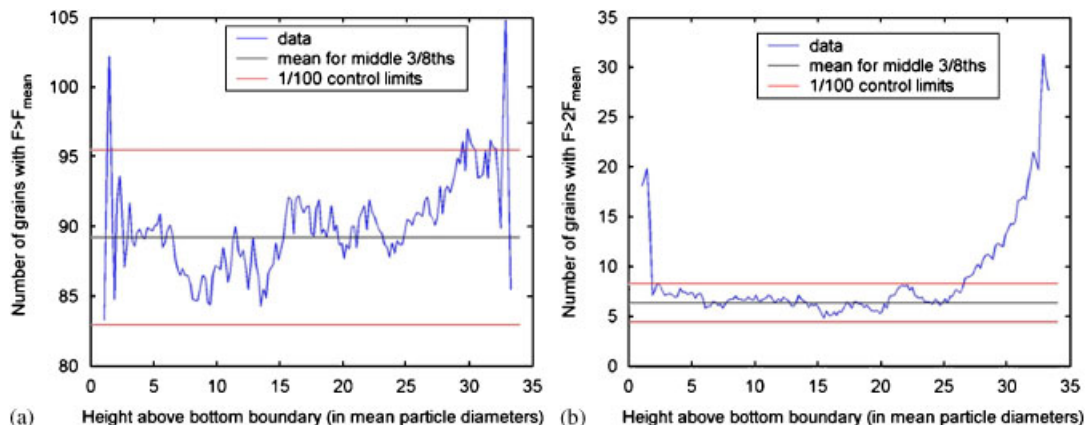 105
100
95
90
85
80
Number of grains with F>Fmean
data
mean for middle 3/8ths
1/100 control limits
0 5 10 15 20 25 30 35
(a) Height above bottom boundary (in mean particle diameters)
35
30
25
20
15
10
5
0
Number of grains with F>2Fmean
data
mean for middle 3/8ths
1/100 control limits
0 5 10 15 20 25 30 35
(b) Height above bottom boundary (in mean particle diameters)